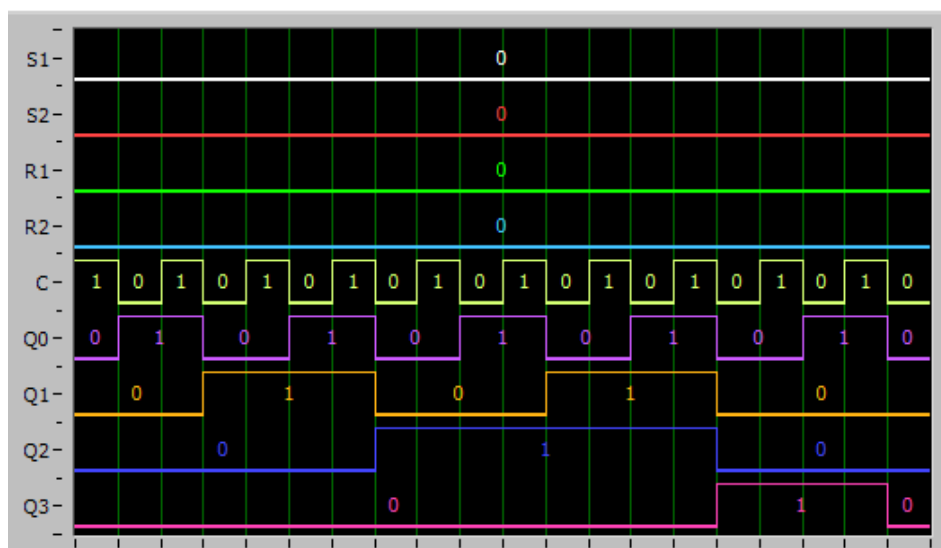 S1 0
S2 0
R1 0
R2 0
C 1 0 1 0 1 0 1 0 1 0 1 0 1 0 1 0 1 0 1 0
Q0 0 1 0 1 0 1 0 1 0 1 0
Q1 0 1 0 1 0
Q2 0 1 0
Q3 0 1 0